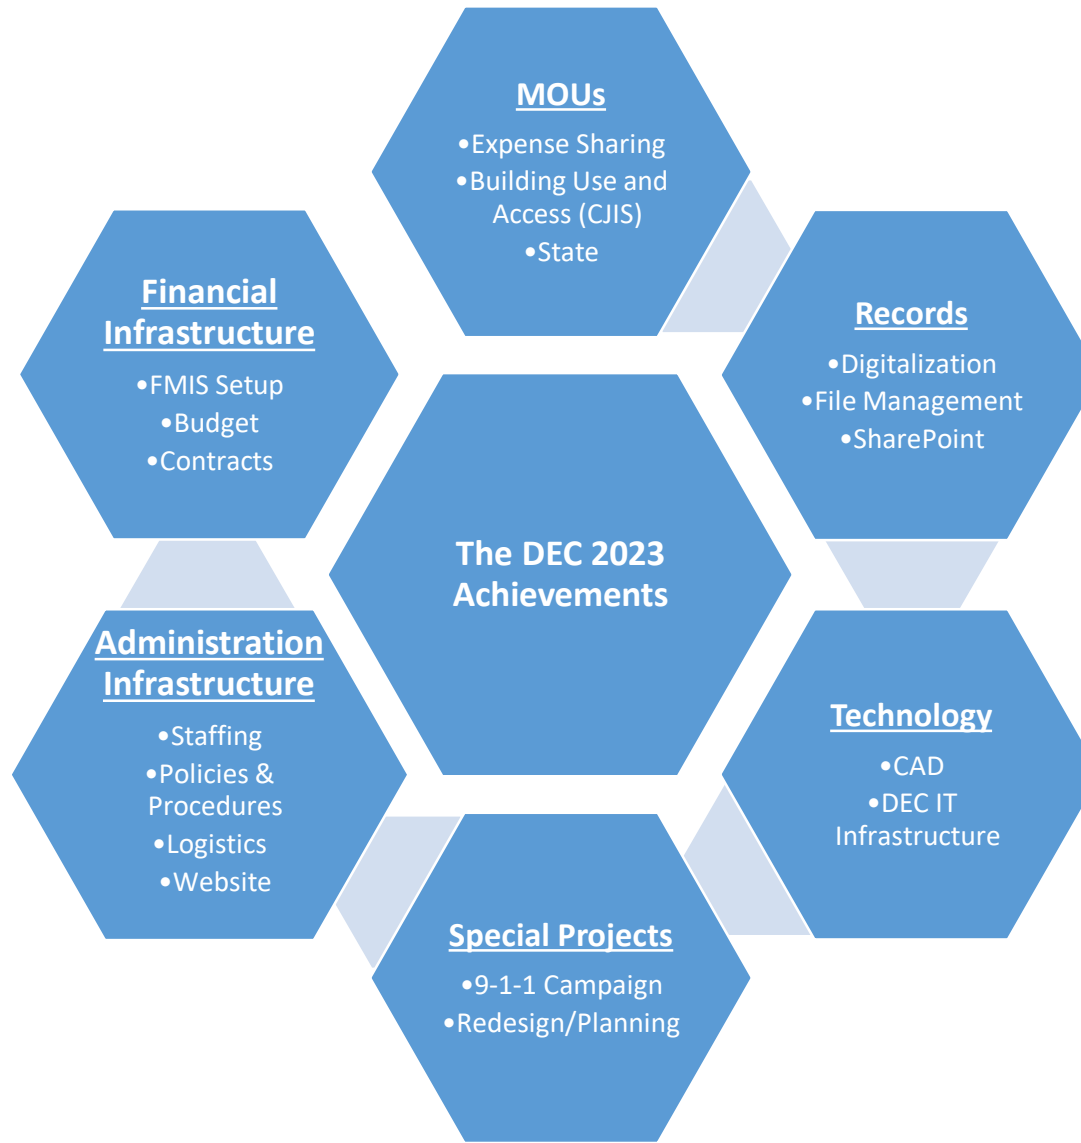 MOUs
•Expense Sharing
•Building Use and
Access (CJIS)
•State
Records
•Digitalization
•File Management
•SharePoint
Technology
•CAD
•DEC IT
Infrastructure
Special Projects
•9-1-1 Campaign
•Redesign/Planning
Administration
Infrastructure
•Staffing
•Policies &
Procedures
•Logistics
•Website
Financial
Infrastructure
•FMIS Setup
•Budget
•Contracts
The DEC 2023
Achievements